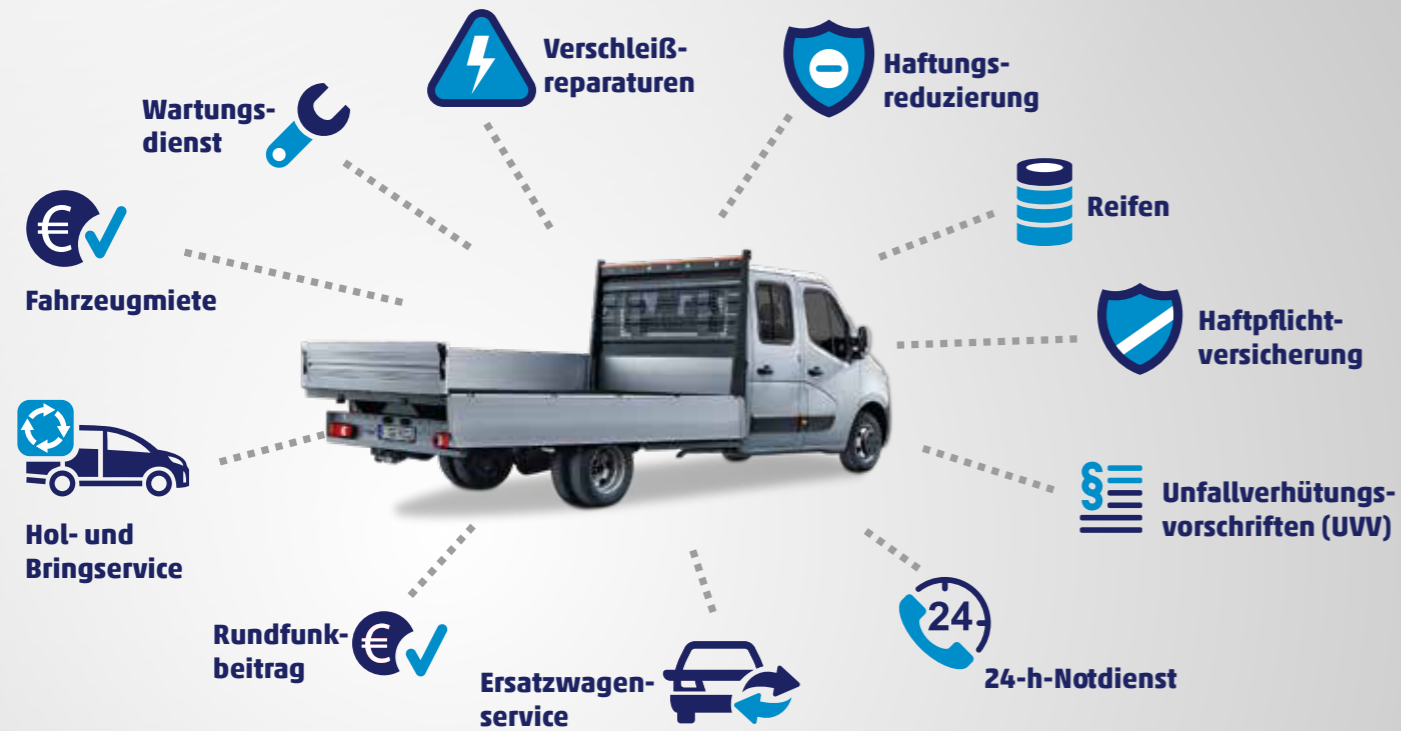 Verschleiß-
reparaturen
Haftungs-
reduzierung
Wartungs-
dienst
Reifen
€
Fahrzeugmiete
Haftpflicht-
versicherung
Hol- und
Bringservice
§
Unfallverhütungs-
vorschriften (UVV)
24
24-h-Notdienst
Rundfunk-
beitrag
€
Ersatzwagen-
service